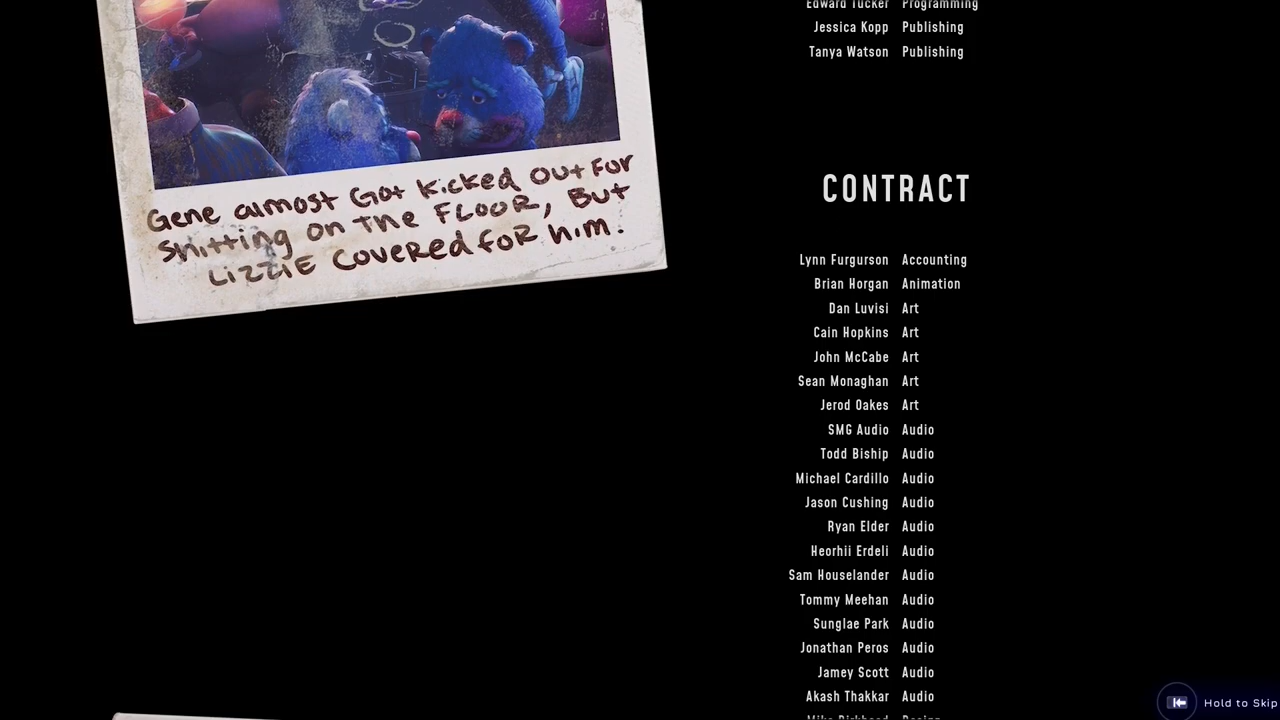 Gene almost Got kicked out for
shitting on the FLOOR, But
LIZZIE COVERed foR him.
Edward Tucker Programming
Jessica Kopp Publishing
Tanya Watson Publishing
CONTRACT
Lynn Furgurson Accounting
Brian Horgan Animation
Dan Luvisi Art
Cain Hopkins Art
John McCabe Art
Sean Monaghan Art
Jerod Oakes Art
SMG Audio Audio
Todd Biship Audio
Michael Cardillo Audio
Jason Cushing Audio
Ryan Elder Audio
Heorhii Erdeli Audio
Sam Houselander Audio
Tommy Meehan Audio
Sunglae Park Audio
Jonathan Peros Audio
Jamey Scott Audio
Akash Thakkar Audio
Hold to Skip